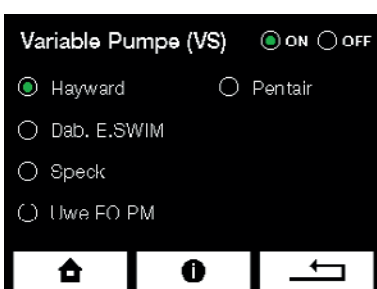 Variable Pumpe (VS) ON OFF
Hayward Pentair
Dab. E.SWIM
Speck
Uwe FO PM